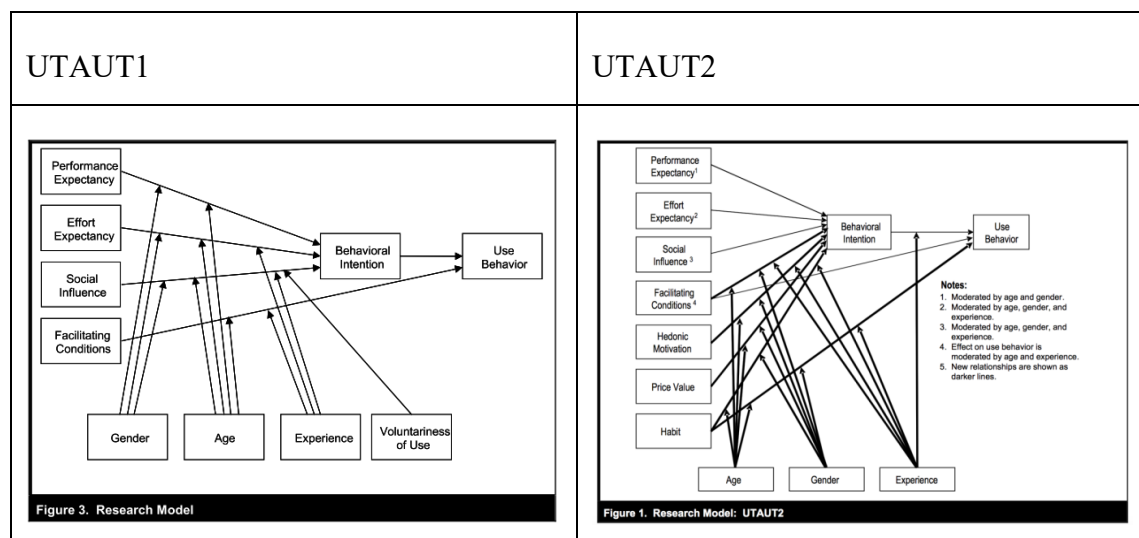 UTAUT1
UTAUT2
Performance
Expectancy
Effort
Expectancy
Social
Influence
Facilitating
Conditions
Behavioral
Intention
Use
Behavior
Gender
Age
Experience
Voluntariness
of Use
Figure 3. Research Model
Performance
Expectancy¹
Effort
Expectancy²
Social
Influence ³
Facilitating
Conditions ⁴
Hedonic
Motivation
Price Value
Habit
Behavioral
Intention
Use
Behavior
Notes:
1. Moderated by age and gender.
2. Moderated by age, gender, and
experience.
3. Moderated by age, gender, and
experience.
4. Effect on use behavior is
moderated by age and experience.
5. New relationships are shown as
darker lines.
Age
Gender
Experience
Figure 1. Research Model: UTAUT2